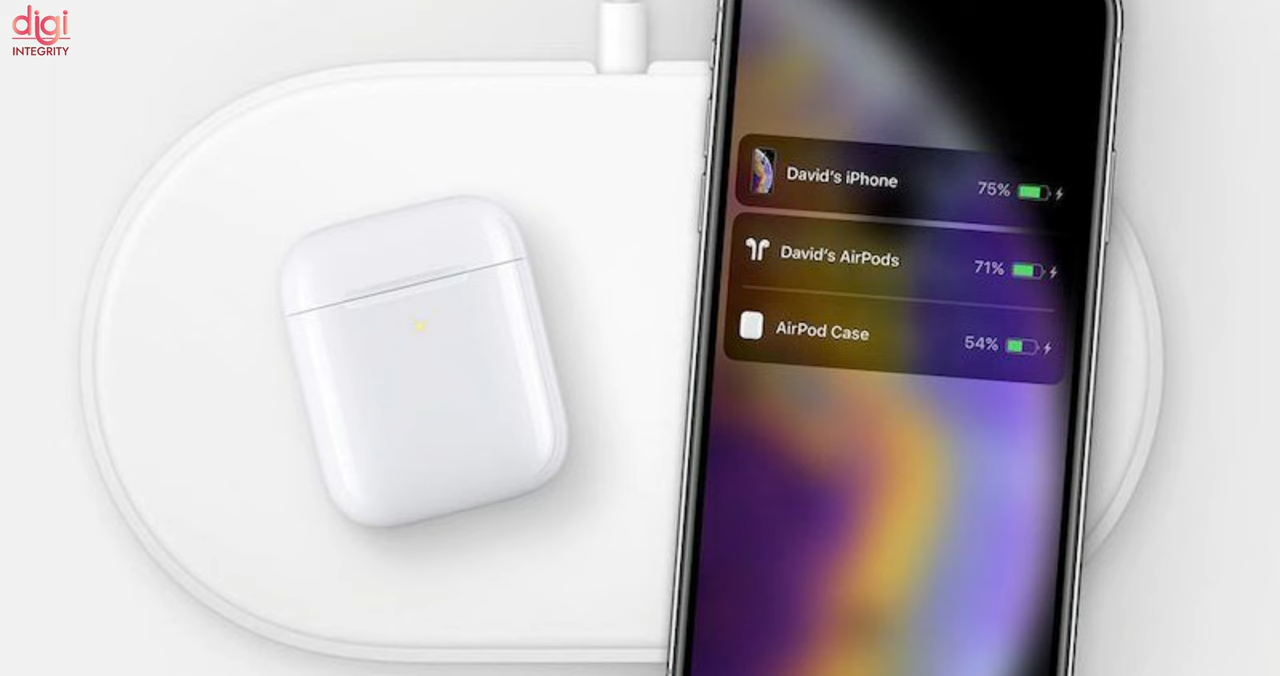 digi
INTEGRITY
David's iPhone 75%
David's AirPods 71%
AirPod Case 54%